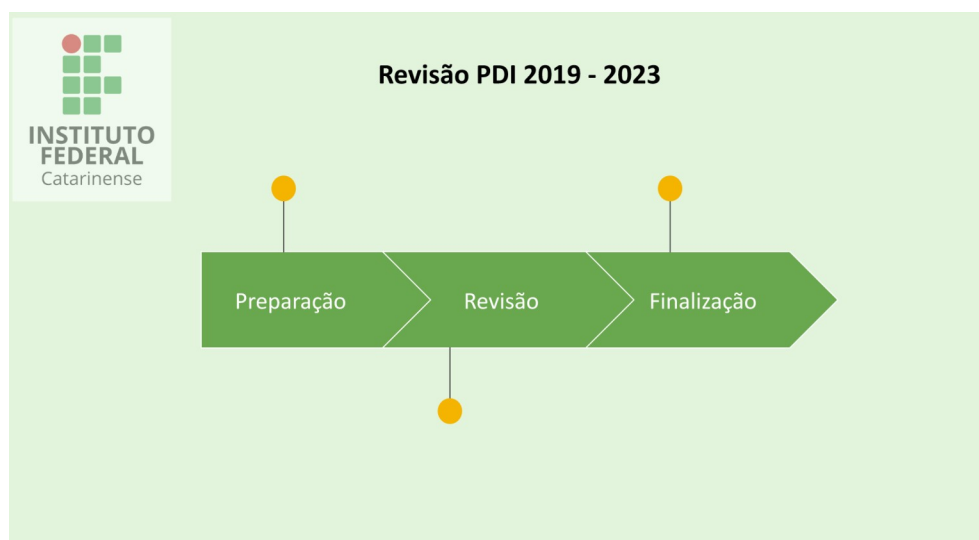 INSTITUTO
FEDERAL
Catarinense
Revisão PDI 2019 - 2023
Preparação
Revisão
Finalização